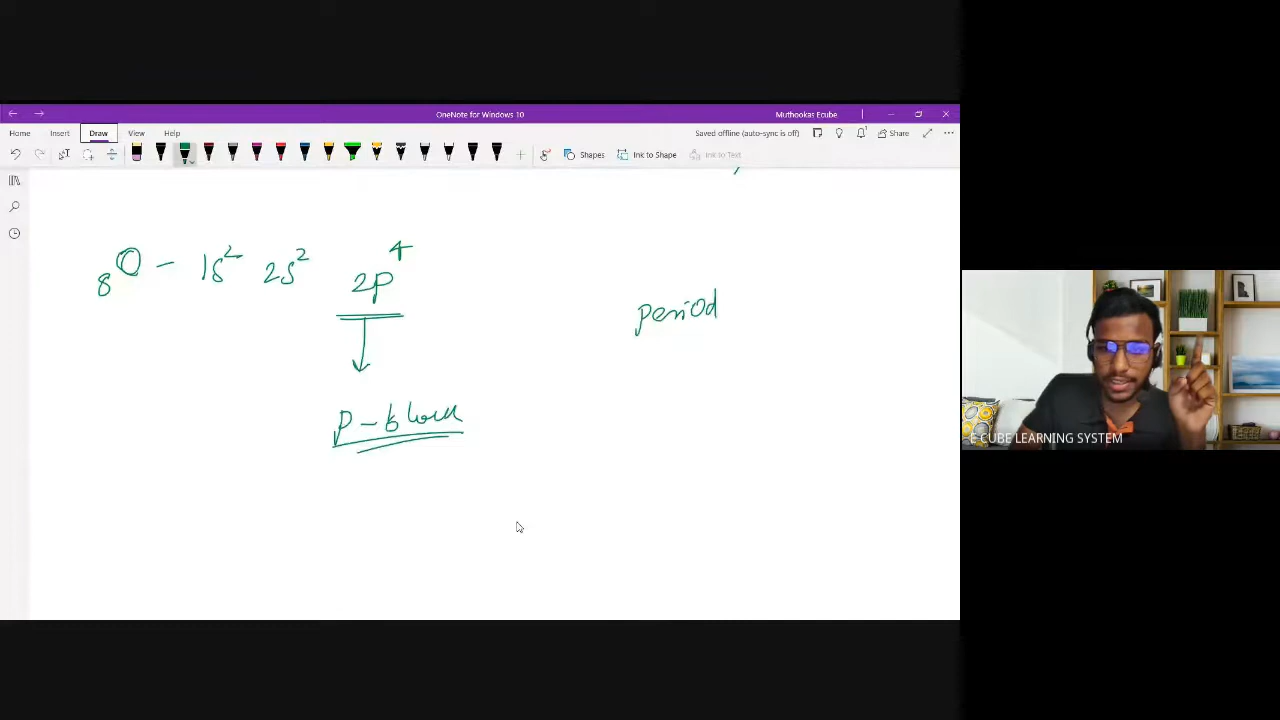 OneNote for Windows 10
Muthookas Ecube
Home Insert Draw View Help
Saved offline (auto-sync is off)
Share
Shapes
Ink to Shape
Ink to Text
₈O - 1s² 2s² 2p⁴
period
p-block
E CUBE LEARNING SYSTEM